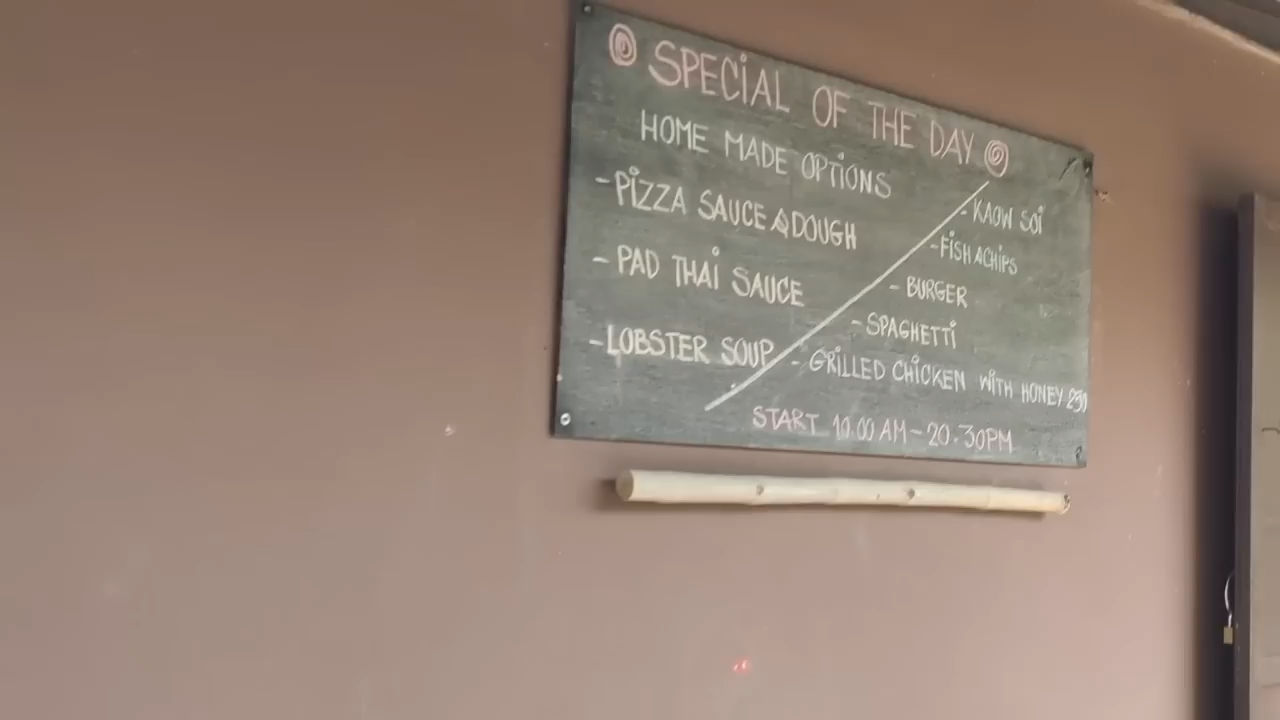 SPECIAL OF THE DAY
HOME MADE OPTIONS
- PIZZA SAUCE & DOUGH
- PAD THAI SAUCE
- LOBSTER SOUP
- KAOW SOI
- FISH & CHIPS
- BURGER
- SPAGHETTI
- GRILLED CHICKEN WITH HONEY 250
START 10.00 AM - 20.30PM